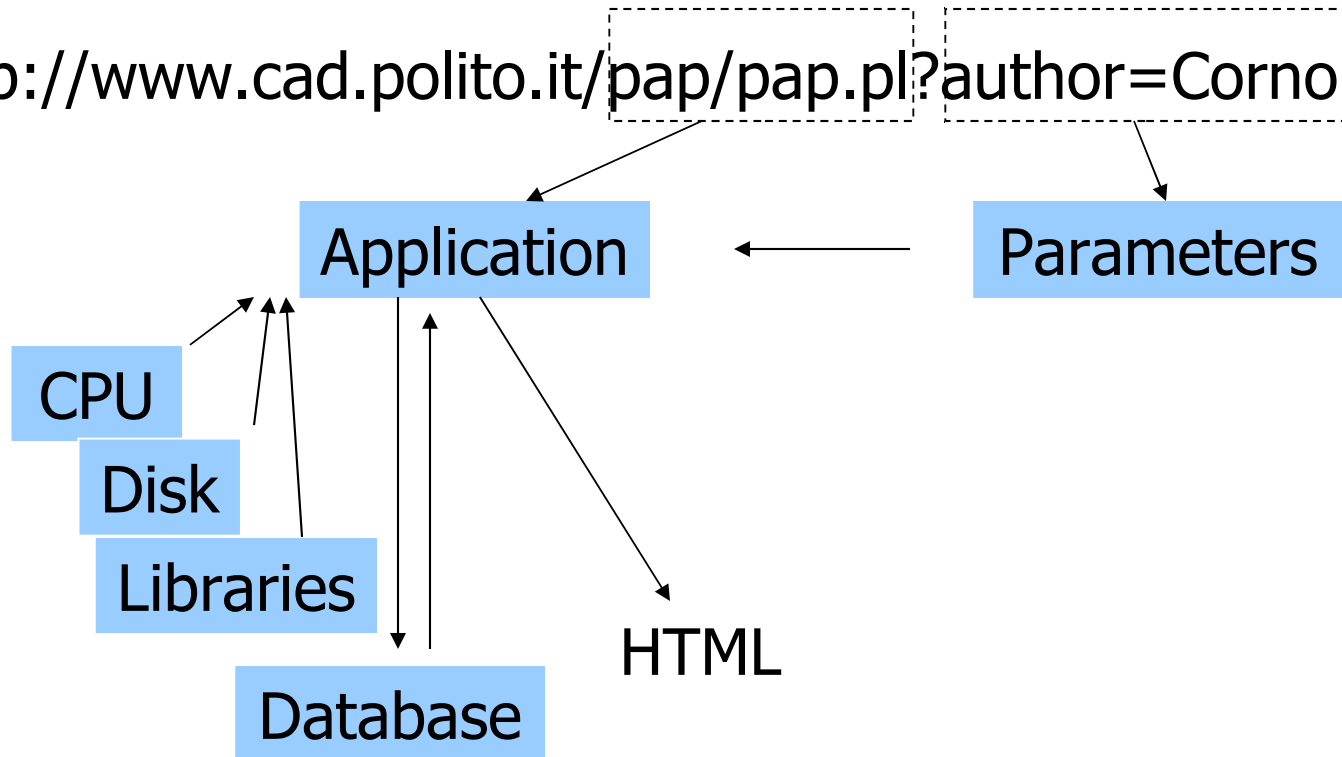 p://www.cad.polito.it/pap/pap.pl?author=Corno
Application
Parameters
CPU
Disk
Libraries
HTML
Database